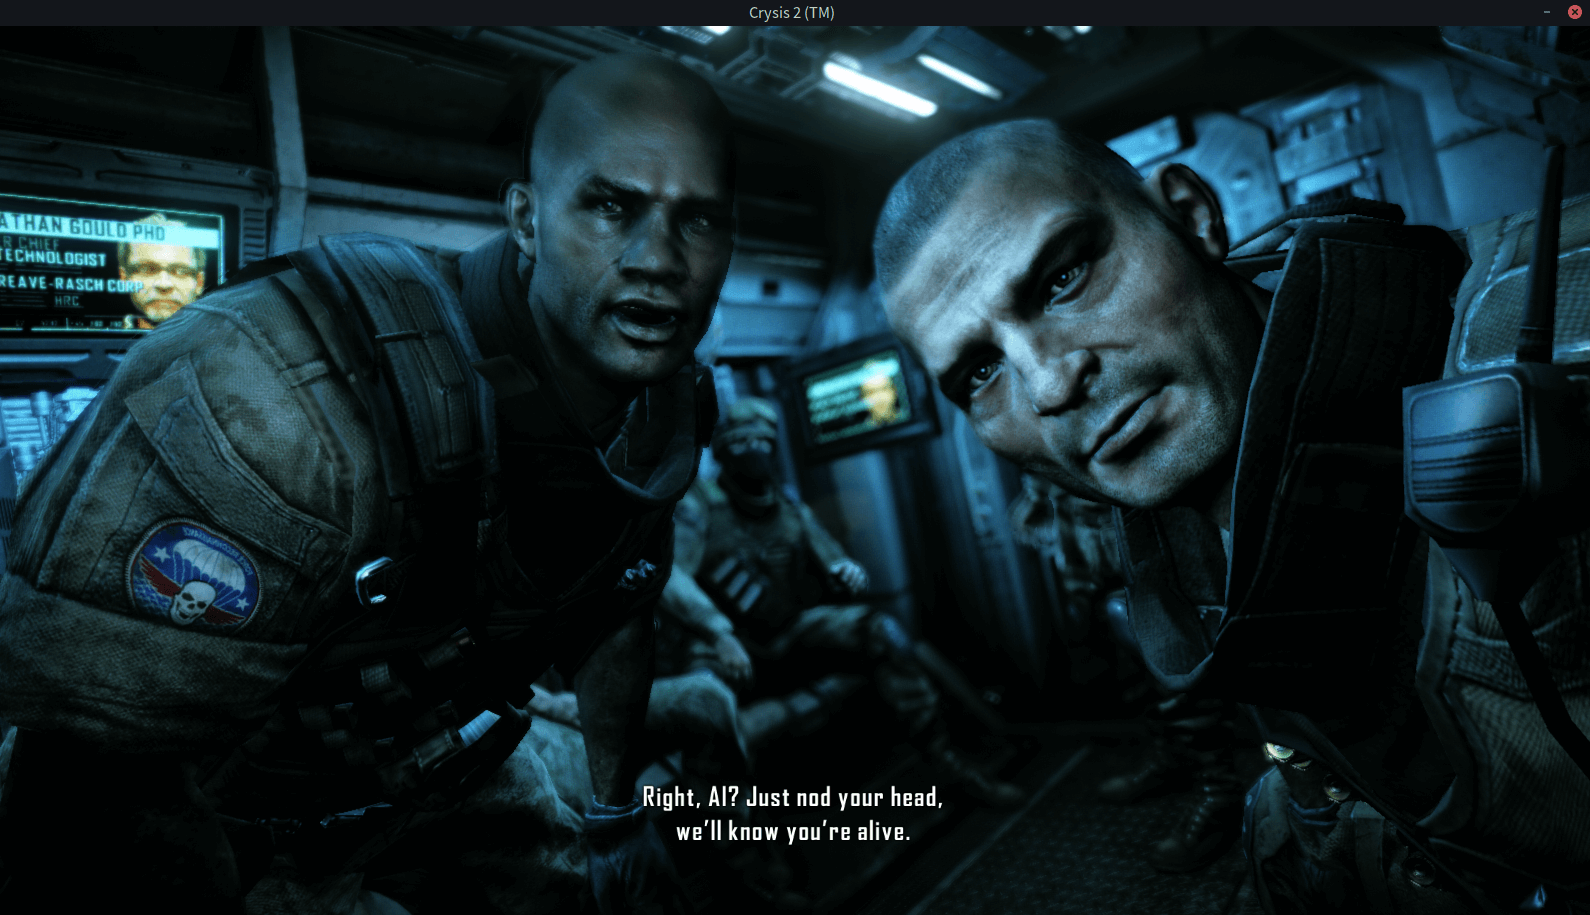 Crysis 2 (TM)
ATHAN GOULD PHD
R CHIEF
TECHNOLOGIST
REAVE-RASCH CORP
HRC
Right, Al? Just nod your head,
we'll know you're alive.